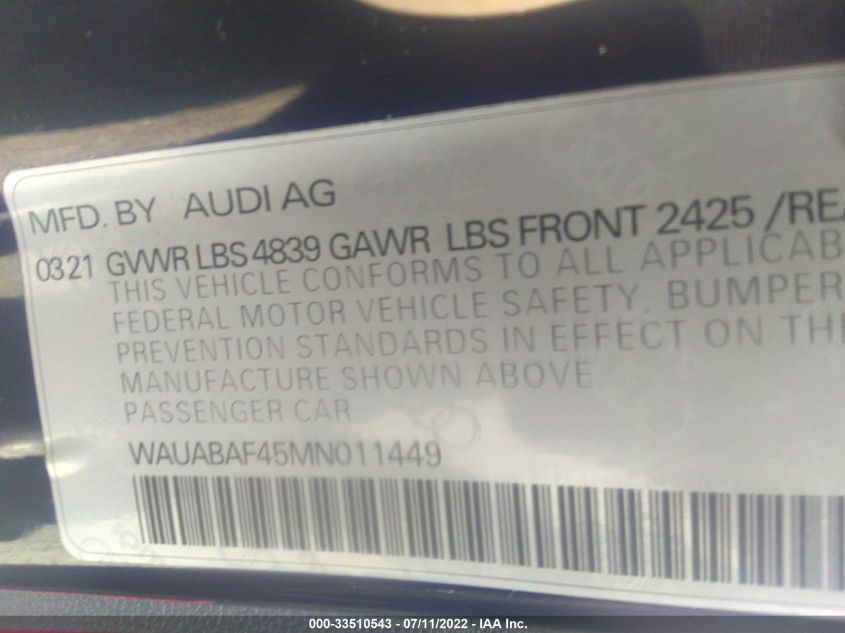 MFD. BY AUDI AG
0321 GVWR LBS 4839 GAWR LBS FRONT 2425 /REA
THIS VEHICLE CONFORMS TO ALL APPLICAB
FEDERAL MOTOR VEHICLE SAFETY, BUMPER
PREVENTION STANDARDS IN EFFECT ON THE
MANUFACTURE SHOWN ABOVE
PASSENGER CAR
WAUABAF45MN011449
000-33510543 - 07/11/2022 - IAA Inc.